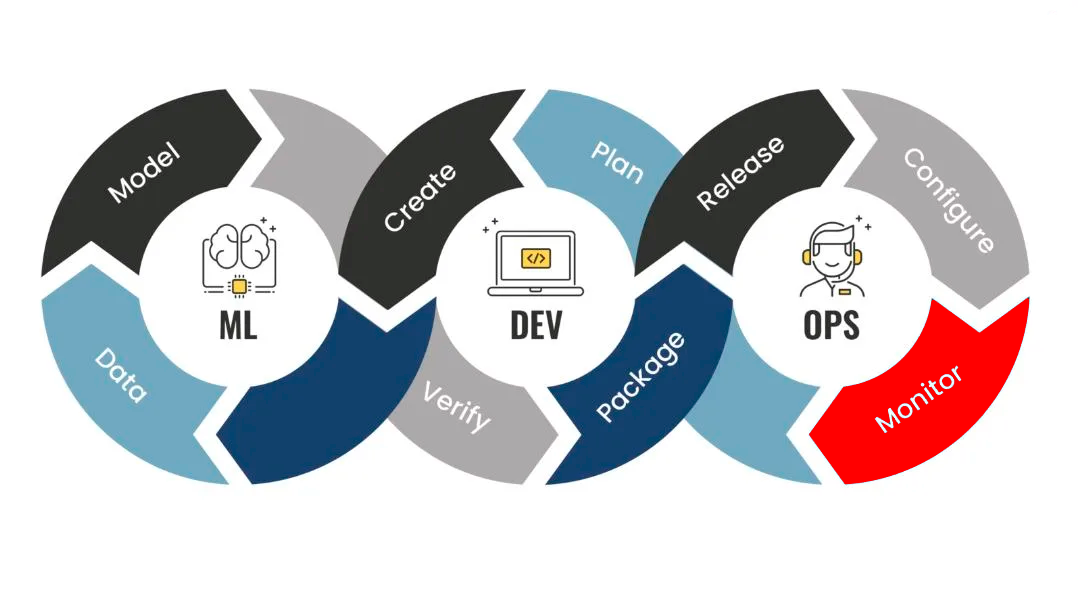 Model
Data
ML
Create
Plan
Verify
Package
</>
DEV
Release
Configure
Monitor
OPS